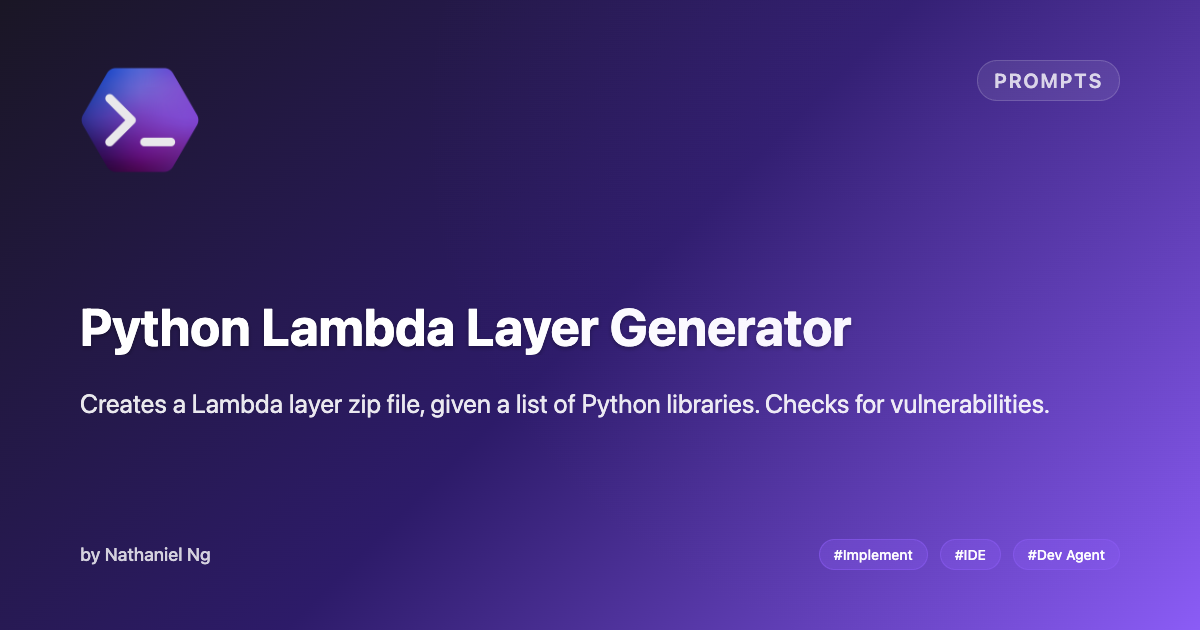 PROMPTS
Python Lambda Layer Generator
Creates a Lambda layer zip file, given a list of Python libraries. Checks for vulnerabilities.
by Nathaniel Ng
#Implement
#IDE
#Dev Agent